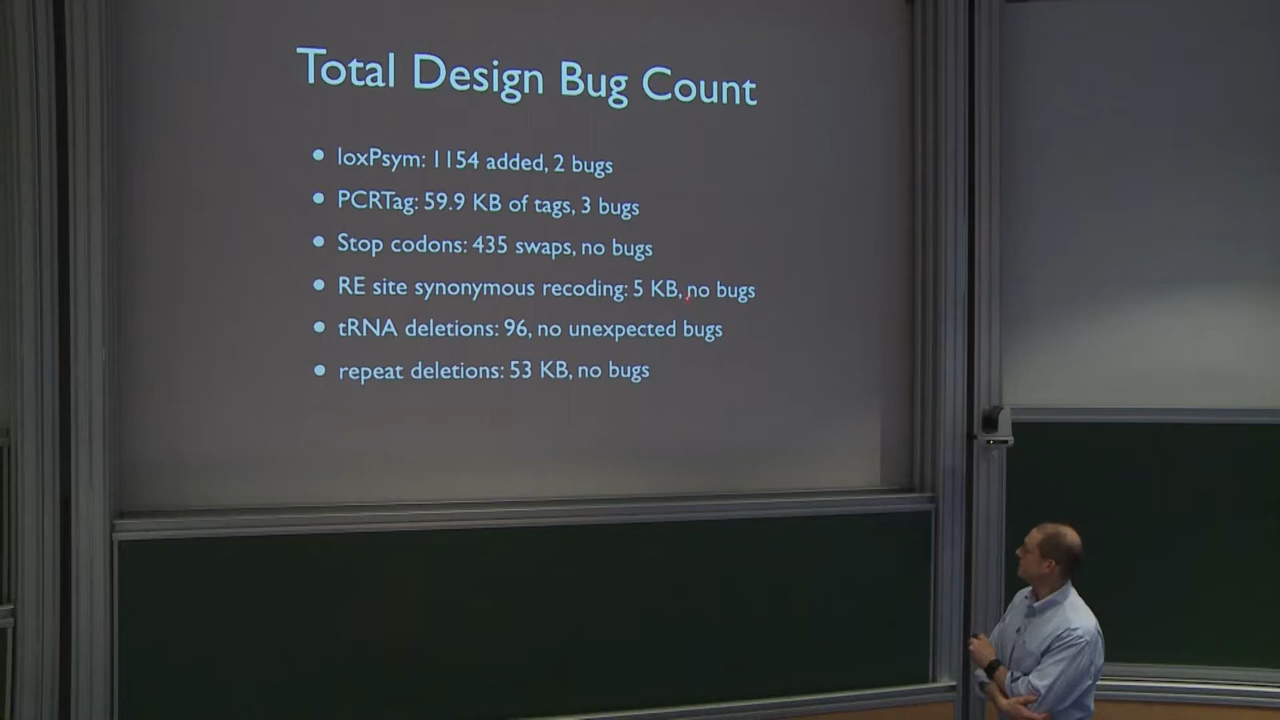 Total Design Bug Count
• loxPsym: 1154 added, 2 bugs
• PCRTag: 59.9 KB of tags, 3 bugs
• Stop codons: 435 swaps, no bugs
• RE site synonymous recoding: 5 KB, no bugs
• tRNA deletions: 96, no unexpected bugs
• repeat deletions: 53 KB, no bugs